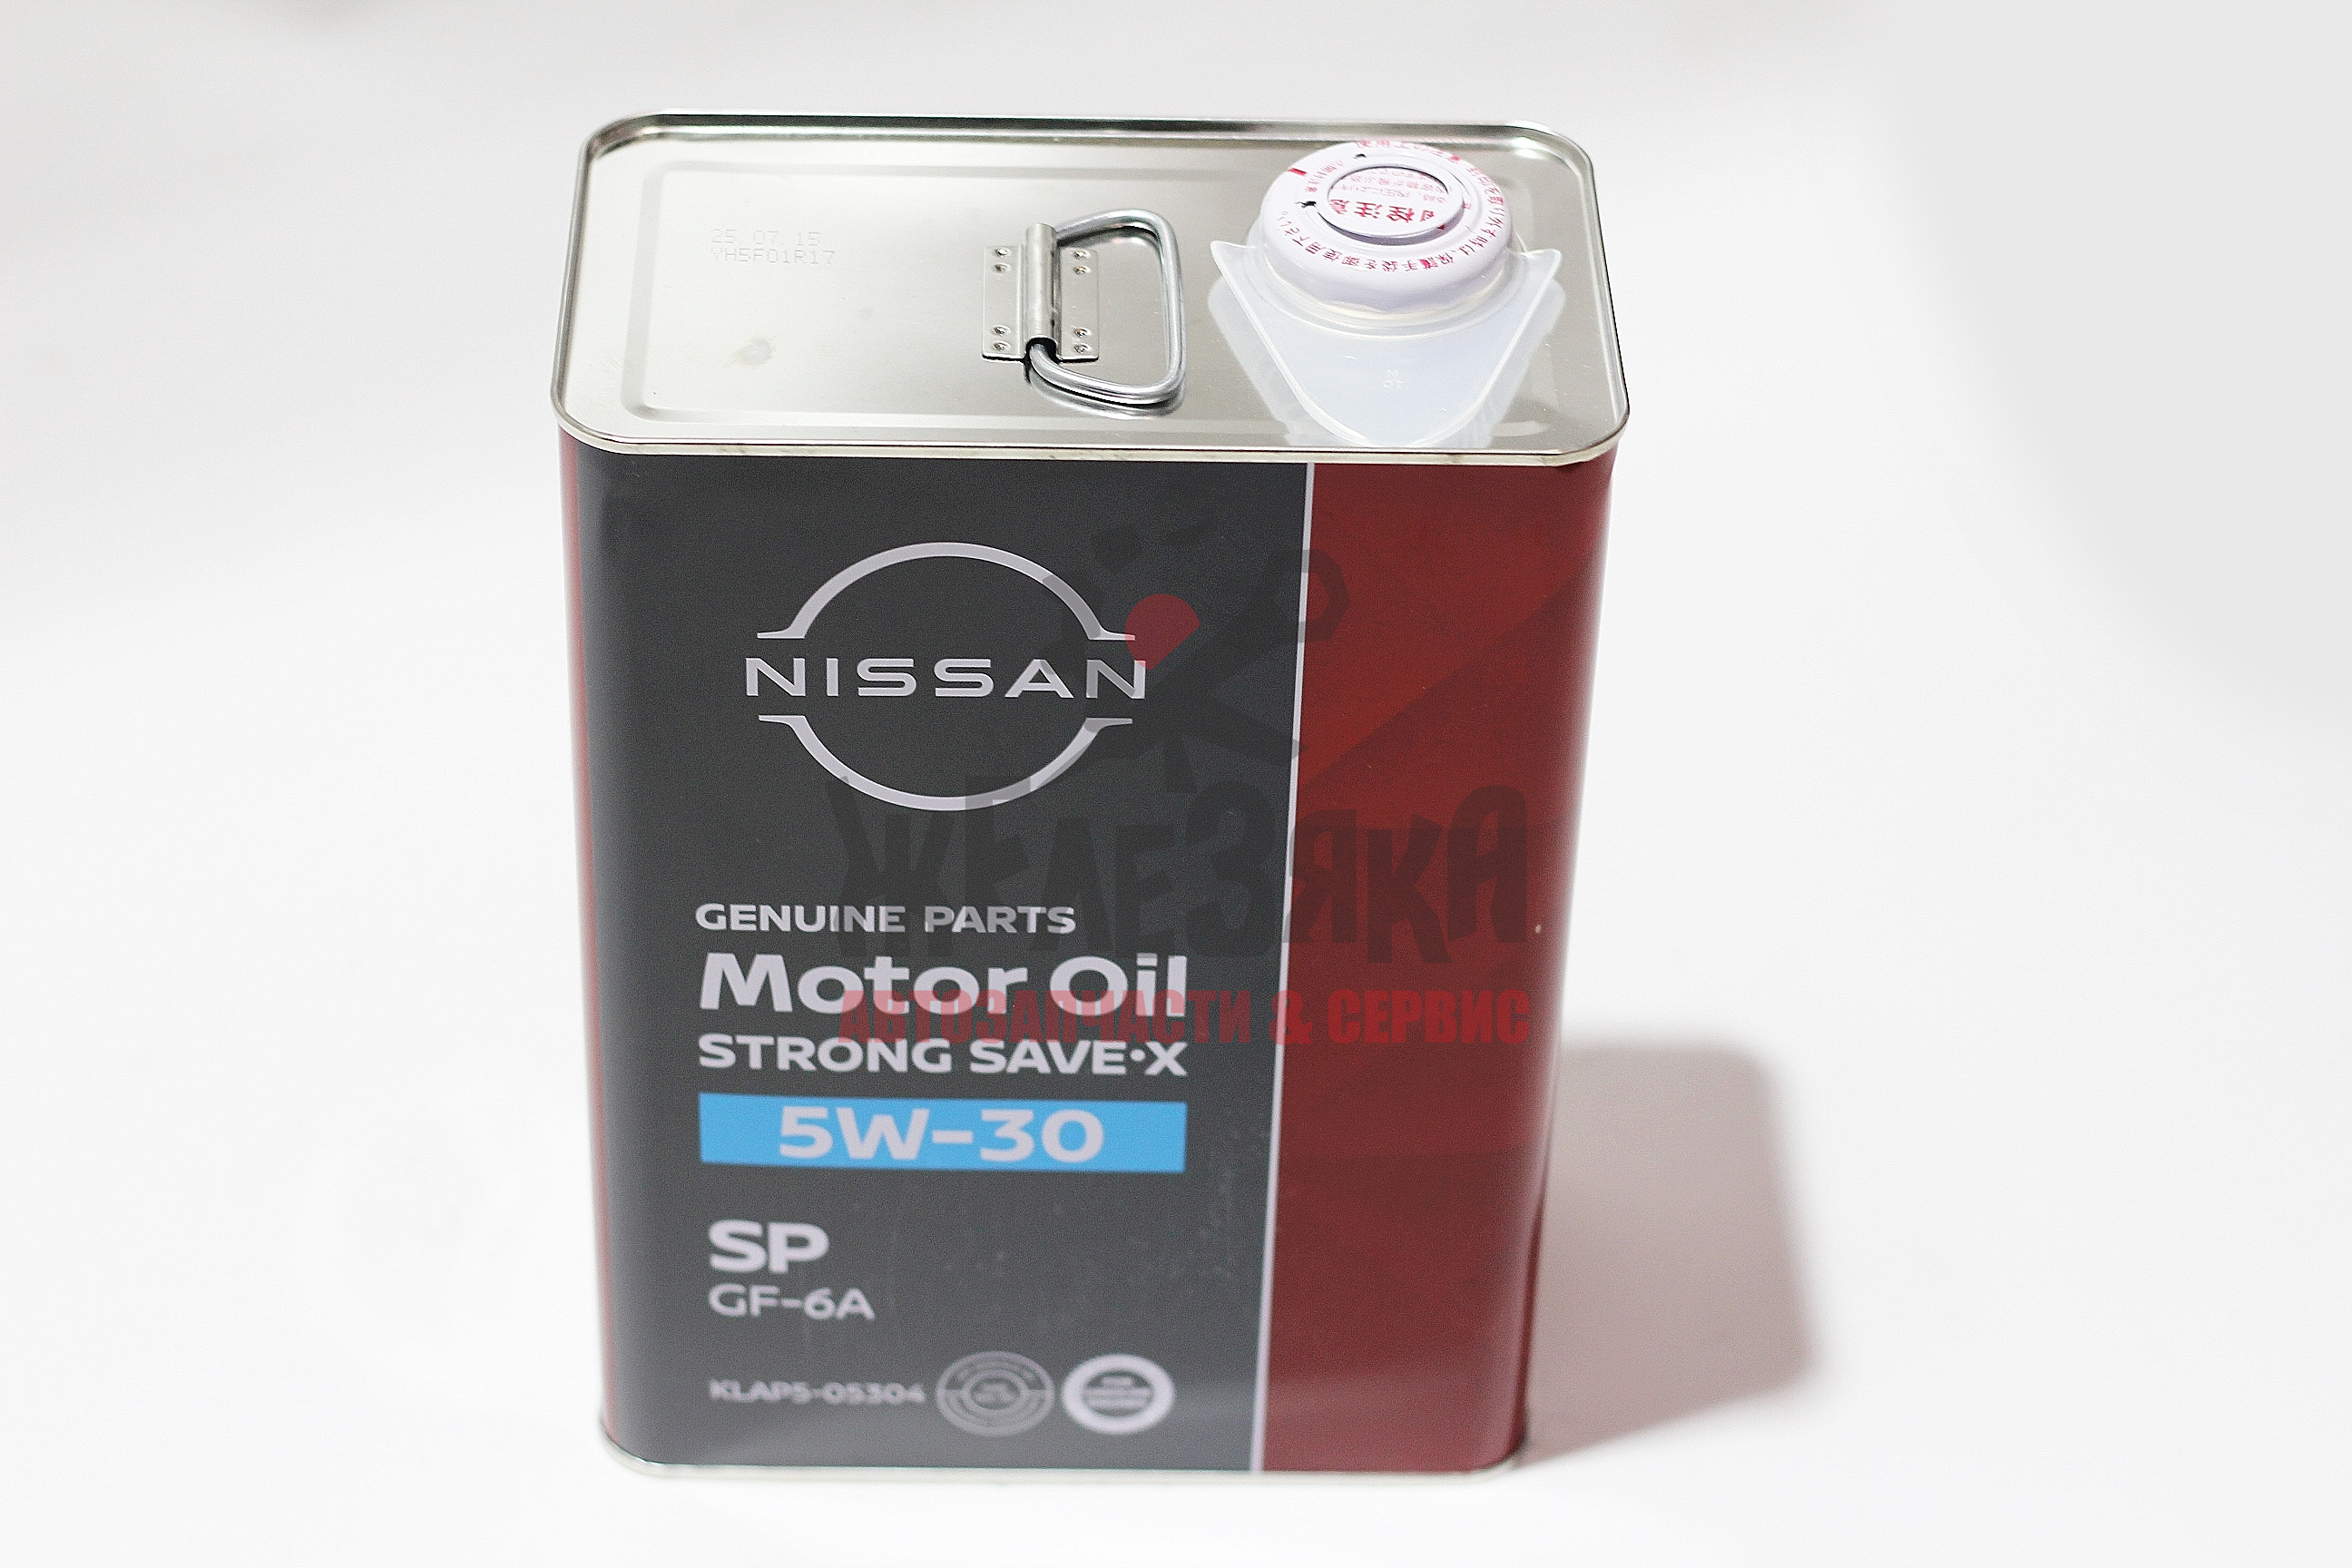 25 07 15
YH5F01R17
NISSAN
GENUINE PARTS
Motor Oil
STRONG SAVE•X
5W-30
SP
GF-6A
KLAP5-05304
ЖЕЛЕЗЯКА
АВТОЗАПЧАСТИ & СЕРВИС